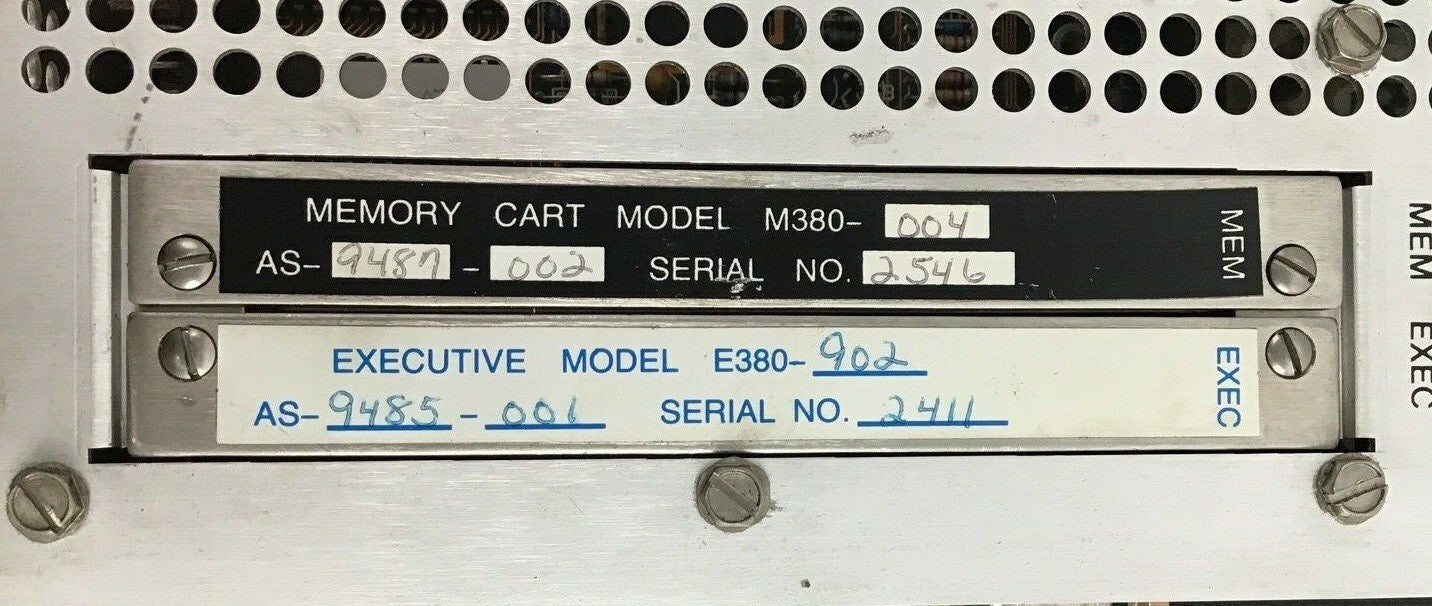 MEMORY CART MODEL M380-004
AS-9487-002 SERIAL NO. 2546
MEM
EXECUTIVE MODEL E380-902
AS-9485-001 SERIAL NO. 2411
EXEC
MEM EXEC